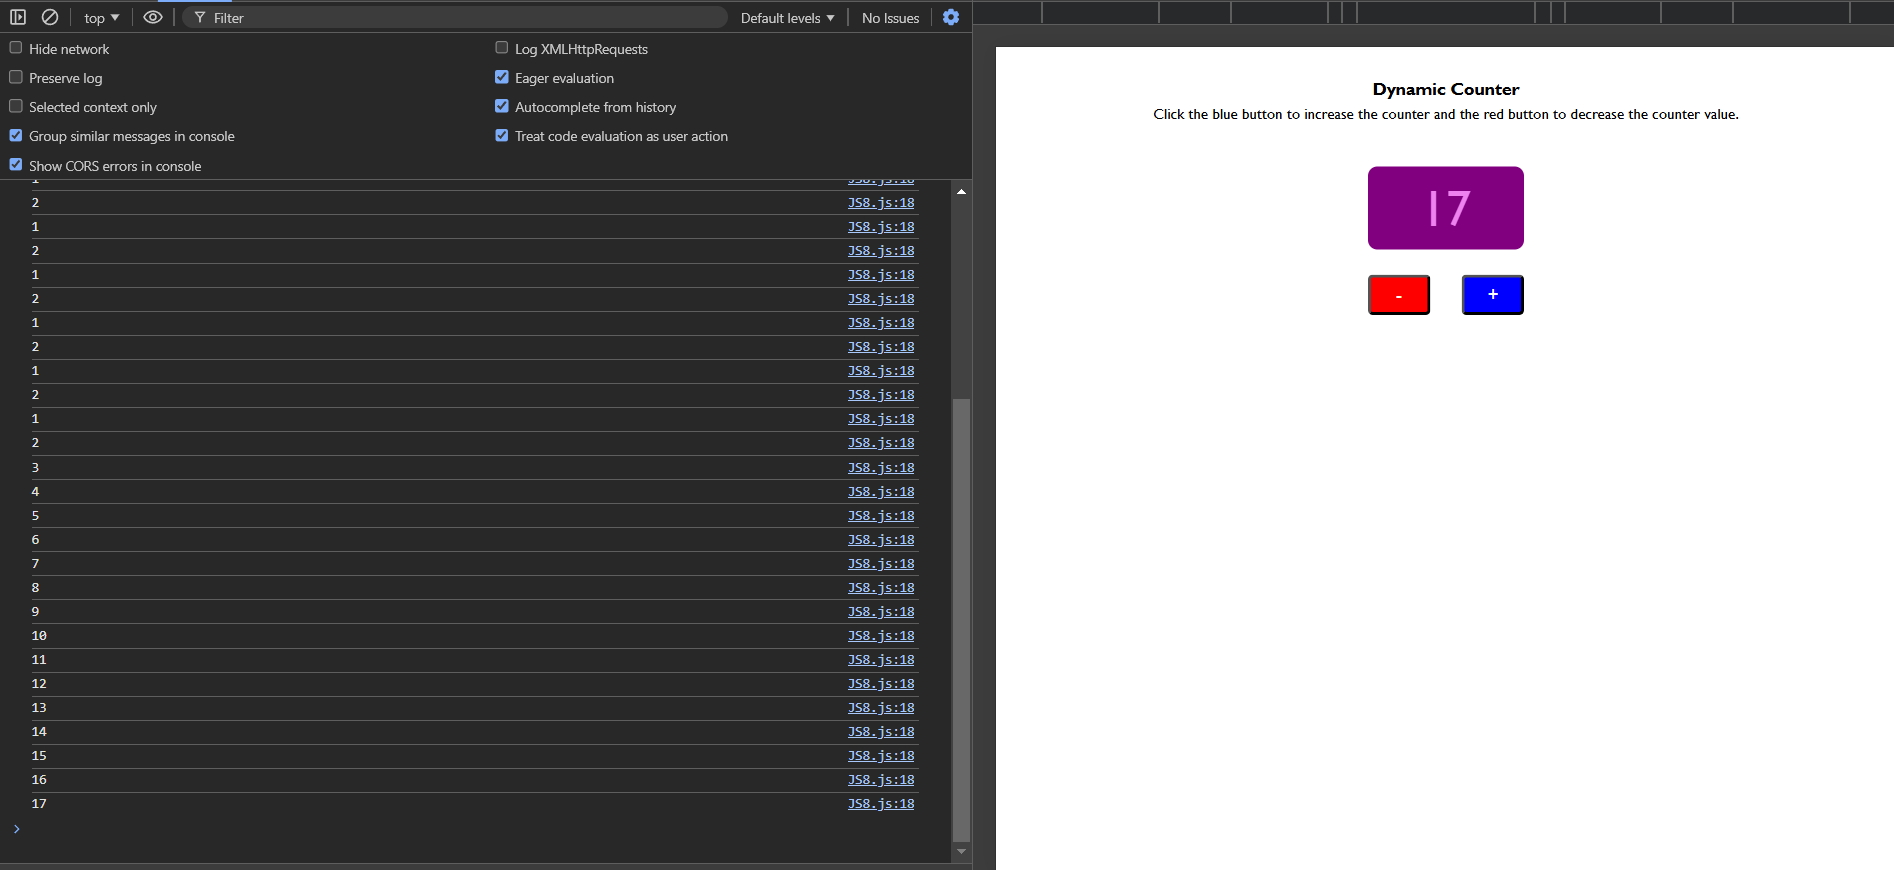 top
Filter
Default levels
No Issues
Hide network
Log XMLHttpRequests
Preserve log
Eager evaluation
Selected context only
Autocomplete from history
Group similar messages in console
Treat code evaluation as user action
Show CORS errors in console
1 JS8.js:18
2 JS8.js:18
1 JS8.js:18
2 JS8.js:18
1 JS8.js:18
2 JS8.js:18
1 JS8.js:18
2 JS8.js:18
1 JS8.js:18
2 JS8.js:18
1 JS8.js:18
2 JS8.js:18
3 JS8.js:18
4 JS8.js:18
5 JS8.js:18
6 JS8.js:18
7 JS8.js:18
8 JS8.js:18
9 JS8.js:18
10 JS8.js:18
11 JS8.js:18
12 JS8.js:18
13 JS8.js:18
14 JS8.js:18
15 JS8.js:18
16 JS8.js:18
17 JS8.js:18
>
Dynamic Counter
Click the blue button to increase the counter and the red button to decrease the counter value.
17
- +